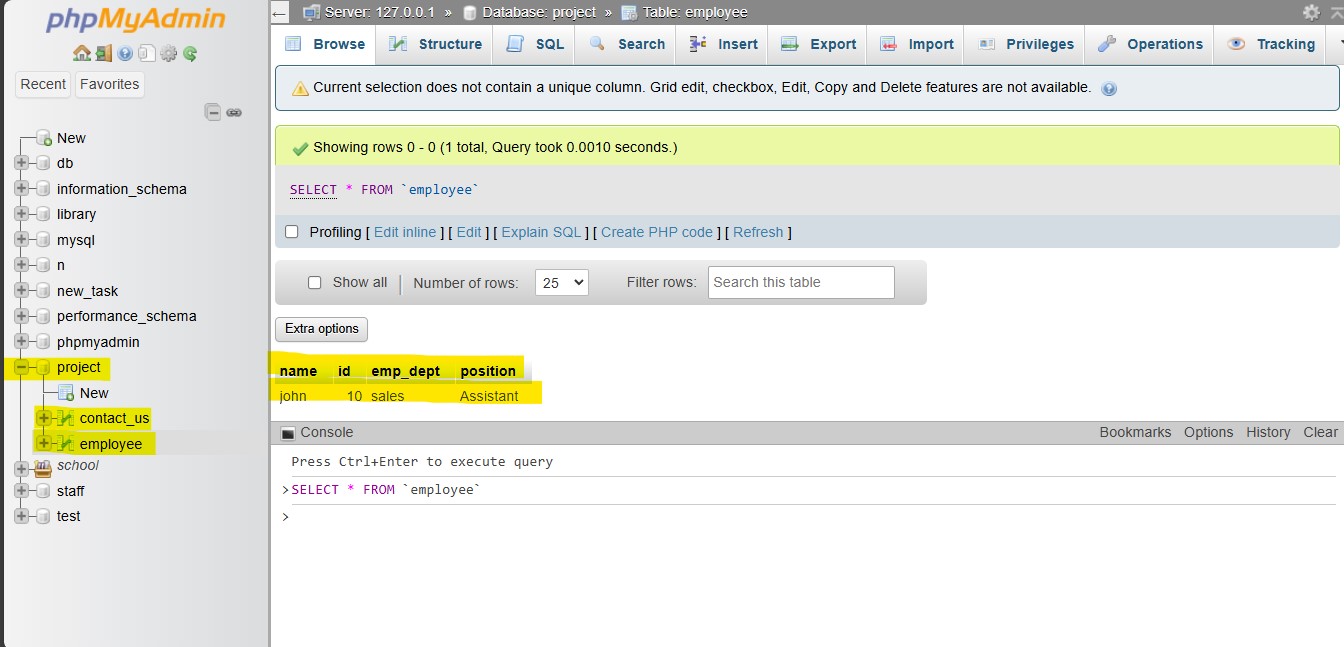 phpMyAdmin
Recent Favorites
New
db
information_schema
library
mysql
n
new_task
performance_schema
phpmyadmin
project
New
contact_us
employee
school
staff
test
Server: 127.0.0.1 » Database: project » Table: employee
Browse Structure SQL Search Insert Export Import Privileges Operations Tracking
Current selection does not contain a unique column. Grid edit, checkbox, Edit, Copy and Delete features are not available.
Showing rows 0 - 0 (1 total, Query took 0.0010 seconds.)
SELECT * FROM `employee`
Profiling [ Edit inline ] [ Edit ] [ Explain SQL ] [ Create PHP code ] [ Refresh ]
Show all | Number of rows: 25 Filter rows: Search this table
Extra options
name id emp_dept position
john 10 sales Assistant
Console Bookmarks Options History Clear
Press Ctrl+Enter to execute query
>SELECT * FROM `employee`
>